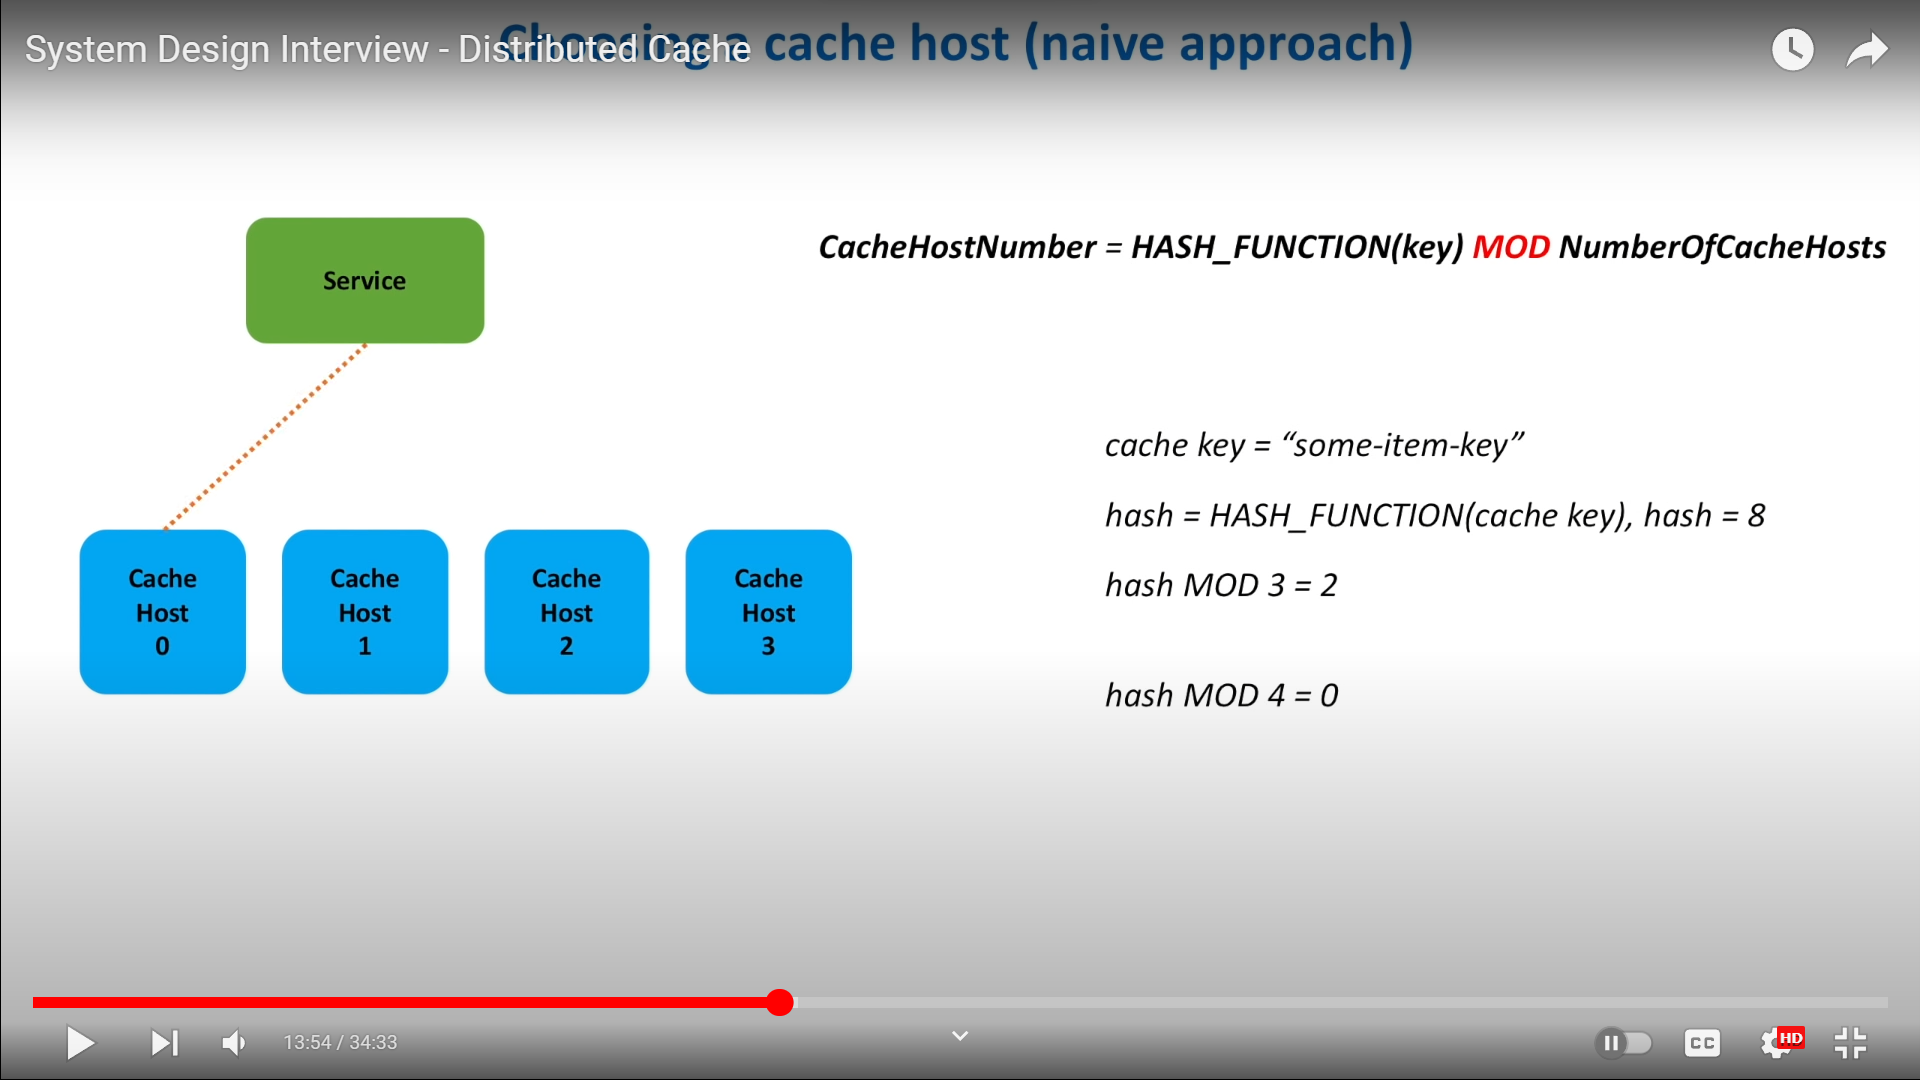 System Design Interview - Distributed Cache
Choosing a cache host (naive approach)
Service
CacheHostNumber = HASH_FUNCTION(key) MOD NumberOfCacheHosts
cache key = “some-item-key”
hash = HASH_FUNCTION(cache key), hash = 8
hash MOD 3 = 2
hash MOD 4 = 0
Cache
Host
0
Cache
Host
1
Cache
Host
2
Cache
Host
3
13:54 / 34:33
CC
HD